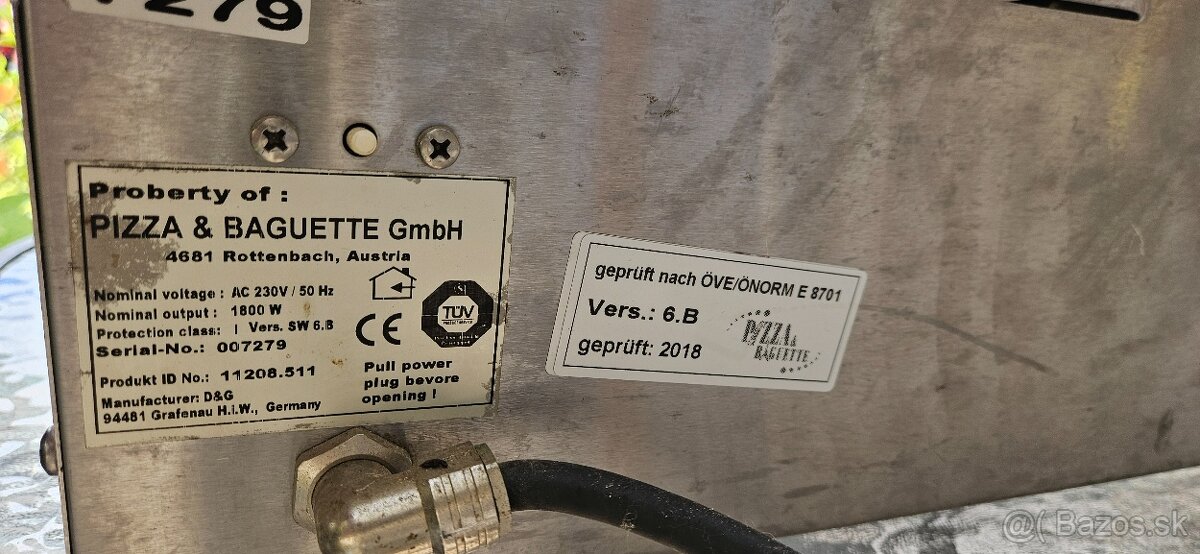 7279
Proberty of :
PIZZA & BAGUETTE GmbH
4681 Rottenbach, Austria
Nominal voltage : AC 230V / 50 Hz
Nominal output : 1800 W
Protection class: I Vers. SW 6.B
Serial-No.: 007279
Produkt ID No.: 11208.511
Manufacturer: D&G
94481 Grafenau H.i.W., Germany
CE
TÜV
Pull power
plug bevore
opening !
geprüft nach ÖVE/ÖNORM E 8701
Vers.: 6.B
geprüft: 2018
PIZZA
BAGUETTE
@( Bazos.sk